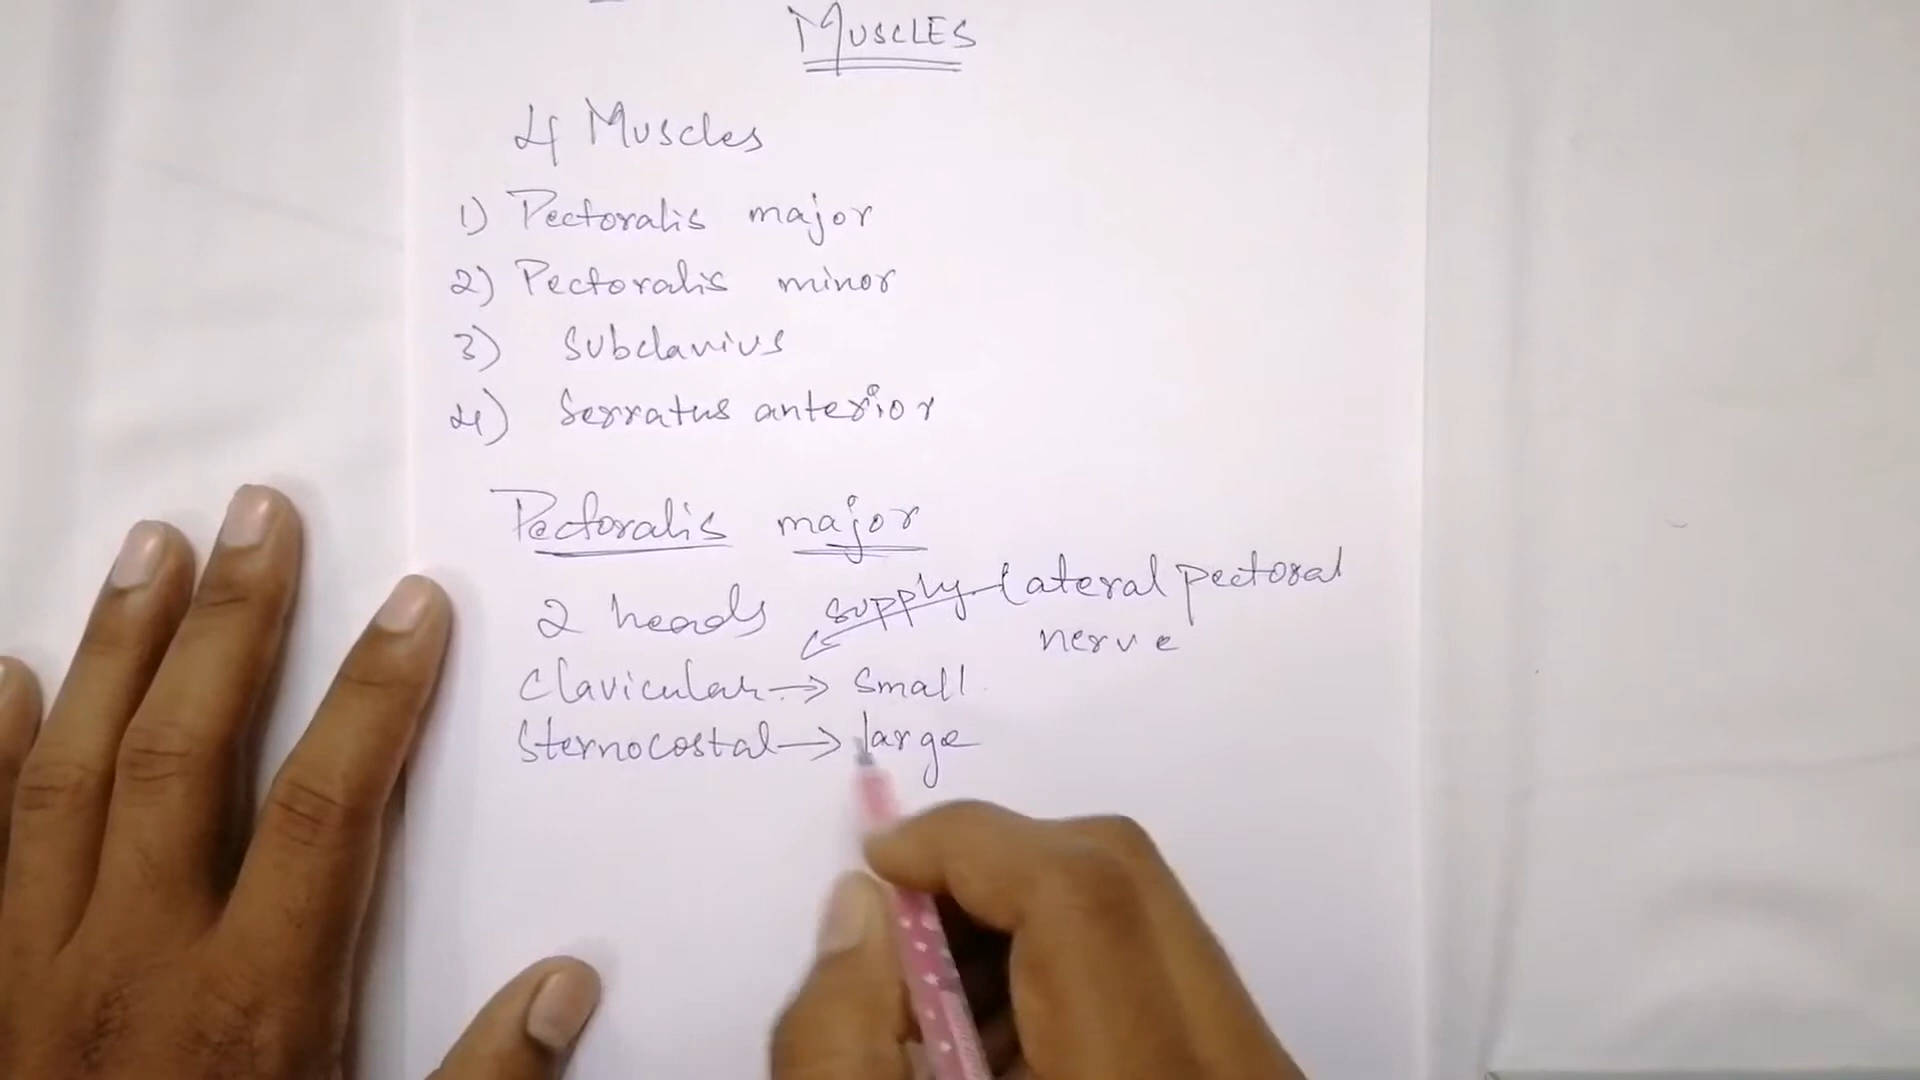 MUSCLES
4 Muscles
1) Pectoralis major
2) Pectoralis minor
3) Subclavius
4) Serratus anterior
Pectoralis major
2 heads supply lateral pectoral
nerve
Clavicular → Small
Sternocostal → large